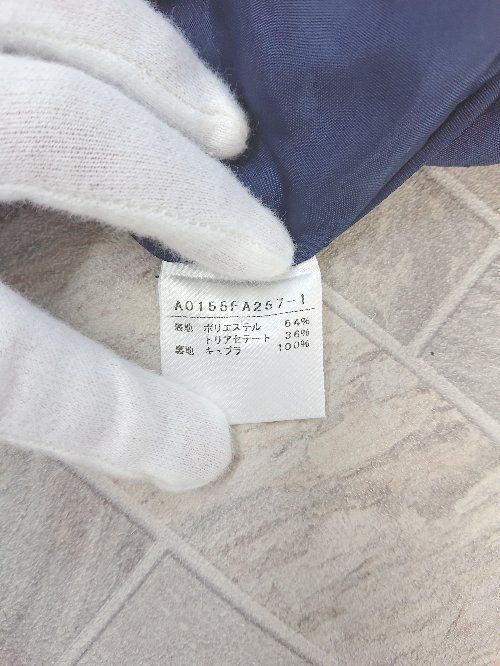 A0155FA257-1
表地 ポリエステル 64%
トリアセテート 36%
裏地 キュプラ 100%